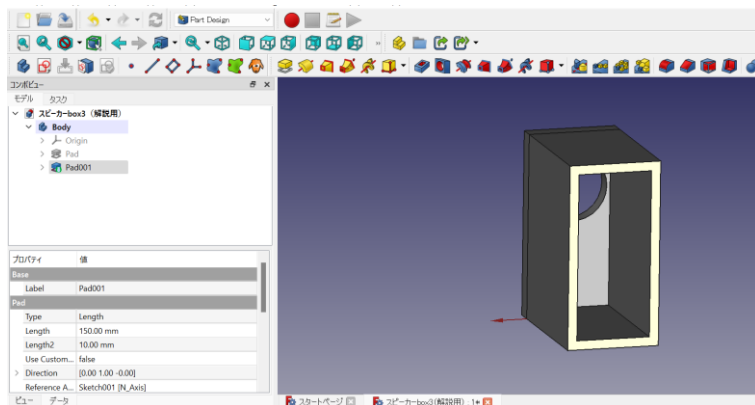 Part Design
コンボビュー
モデル タスク
スピーカーbox3 (解説用)
Body
Origin
Pad
Pad001
プロパティ 値
Base
Label Pad001
Pad
Type Length
Length 150.00 mm
Length2 10.00 mm
Use Custom... false
Direction [0.00 1.00 -0.00]
Reference A... Sketch001 [N_Axis]
ビュー データ
スタートページ
スピーカーbox3(解説用) : 1*